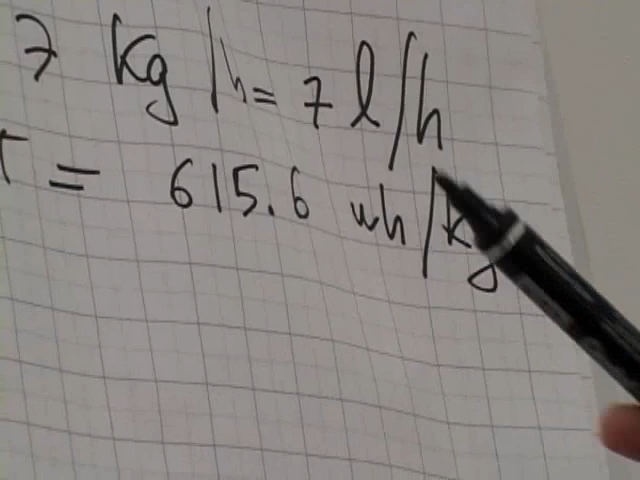 7 kg/h = 7 l/h
= 615.6 wh/kg